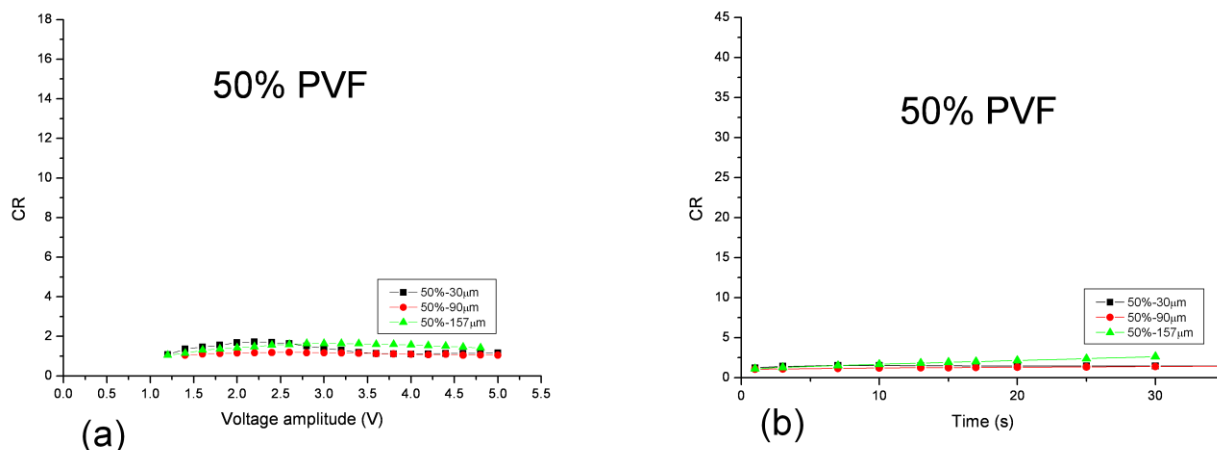 18
16
14
12
10
8
6
4
2
0
CR
50% PVF
50%-30μm
50%-90μm
50%-157μm
0.0 0.5 1.0 1.5 2.0 2.5 3.0 3.5 4.0 4.5 5.0 5.5
Voltage amplitude (V)
(a)
45
40
35
30
25
20
15
10
5
0
CR
50% PVF
50%-30μm
50%-90μm
50%-157μm
0 10 20 30
Time (s)
(b)